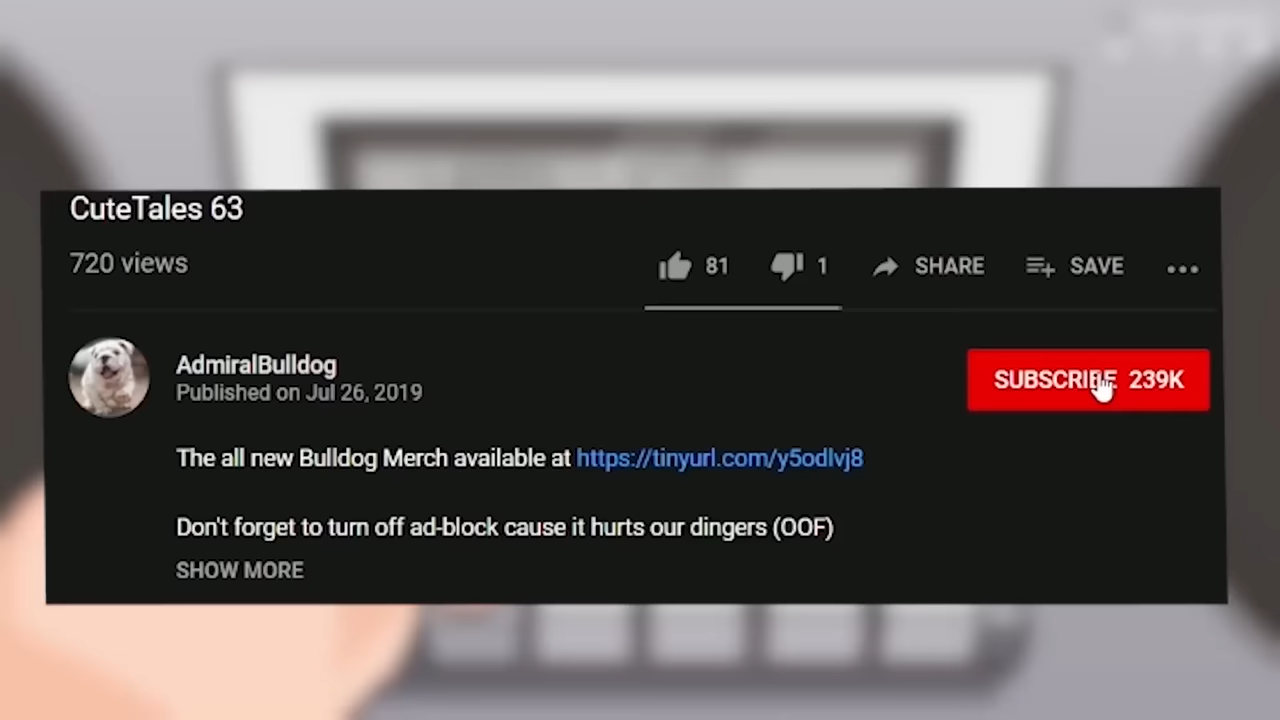 CuteTales 63
720 views
81 1 SHARE SAVE
AdmiralBulldog
Published on Jul 26, 2019
SUBSCRIBE 239K
The all new Bulldog Merch available at https://tinyurl.com/y5odlvj8
Don't forget to turn off ad-block cause it hurts our dingers (OOF)
SHOW MORE